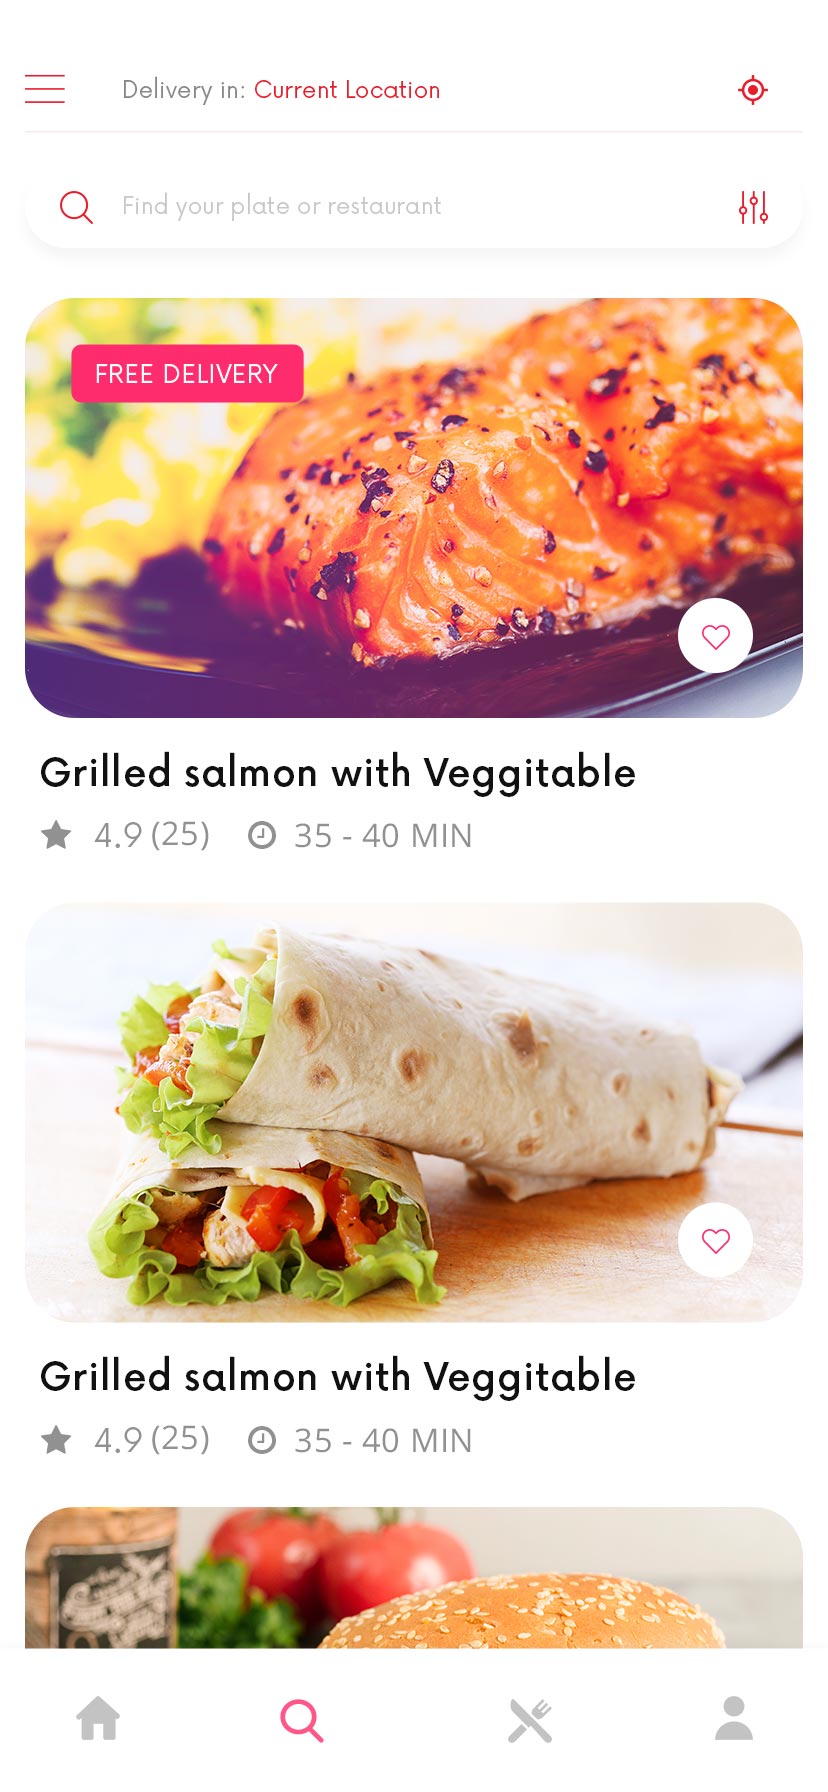 Delivery in: Current Location
Find your plate or restaurant
FREE DELIVERY
Grilled salmon with Veggitable
4.9 (25) 35 - 40 MIN
Grilled salmon with Veggitable
4.9 (25) 35 - 40 MIN